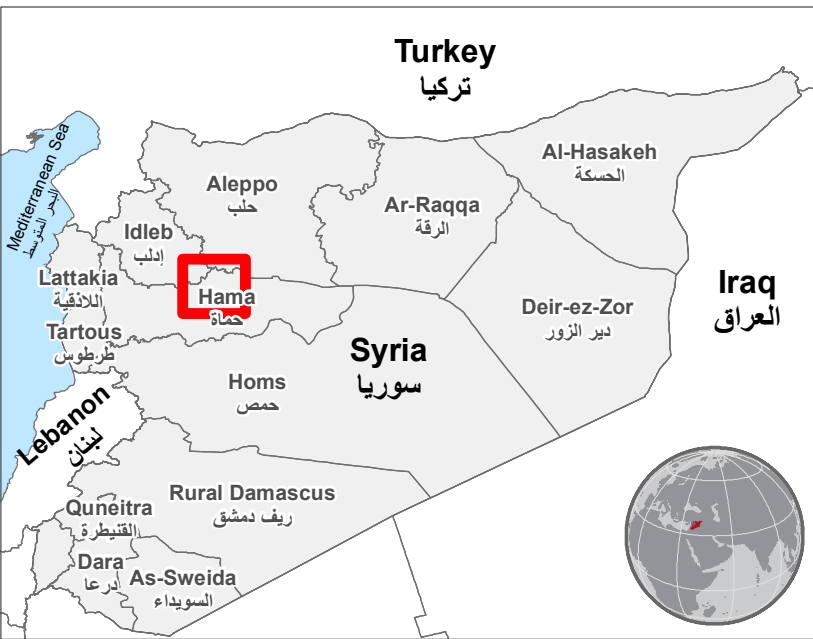 Turkey
تركيا
Mediterranean Sea
البحر المتوسط
Aleppo
حلب
Al-Hasakeh
الحسكة
Ar-Raqqa
الرقة
Idleb
إدلب
Lattakia
اللاذقية
Hama
حماة
Iraq
العراق
Deir-ez-Zor
دير الزور
Tartous
طرطوس
Syria
سوريا
Homs
حمص
Lebanon
لبنان
Rural Damascus
ريف دمشق
Quneitra
القنيطرة
Dara
درعا
As-Sweida
السويداء